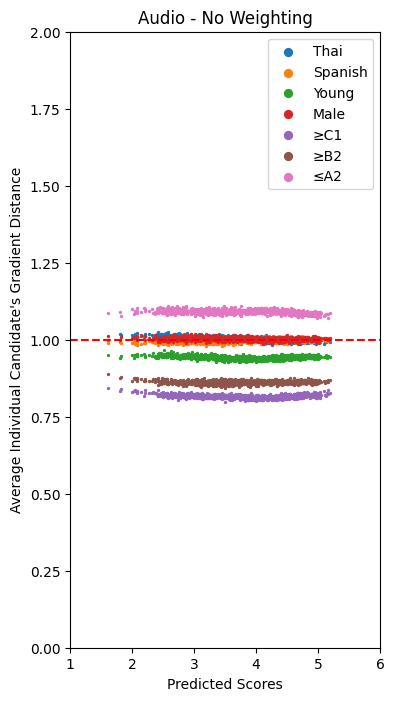 Audio - No Weighting
Average Individual Candidate's Gradient Distance
2.00
1.75
1.50
1.25
1.00
0.75
0.50
0.25
0.00
Thai
Spanish
Young
Male
≥C1
≥B2
≤A2
1 2 3 4 5 6
Predicted Scores